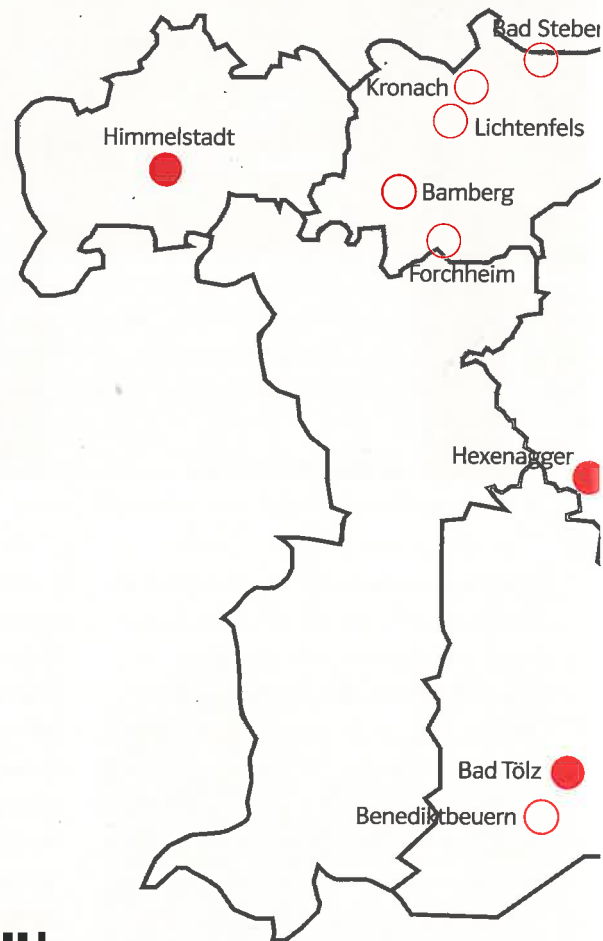 Bad Steben
Kronach
Lichtenfels
Himmelstadt
Bamberg
Forchheim
Hexenagger
Bad Tölz
Benediktbeuern